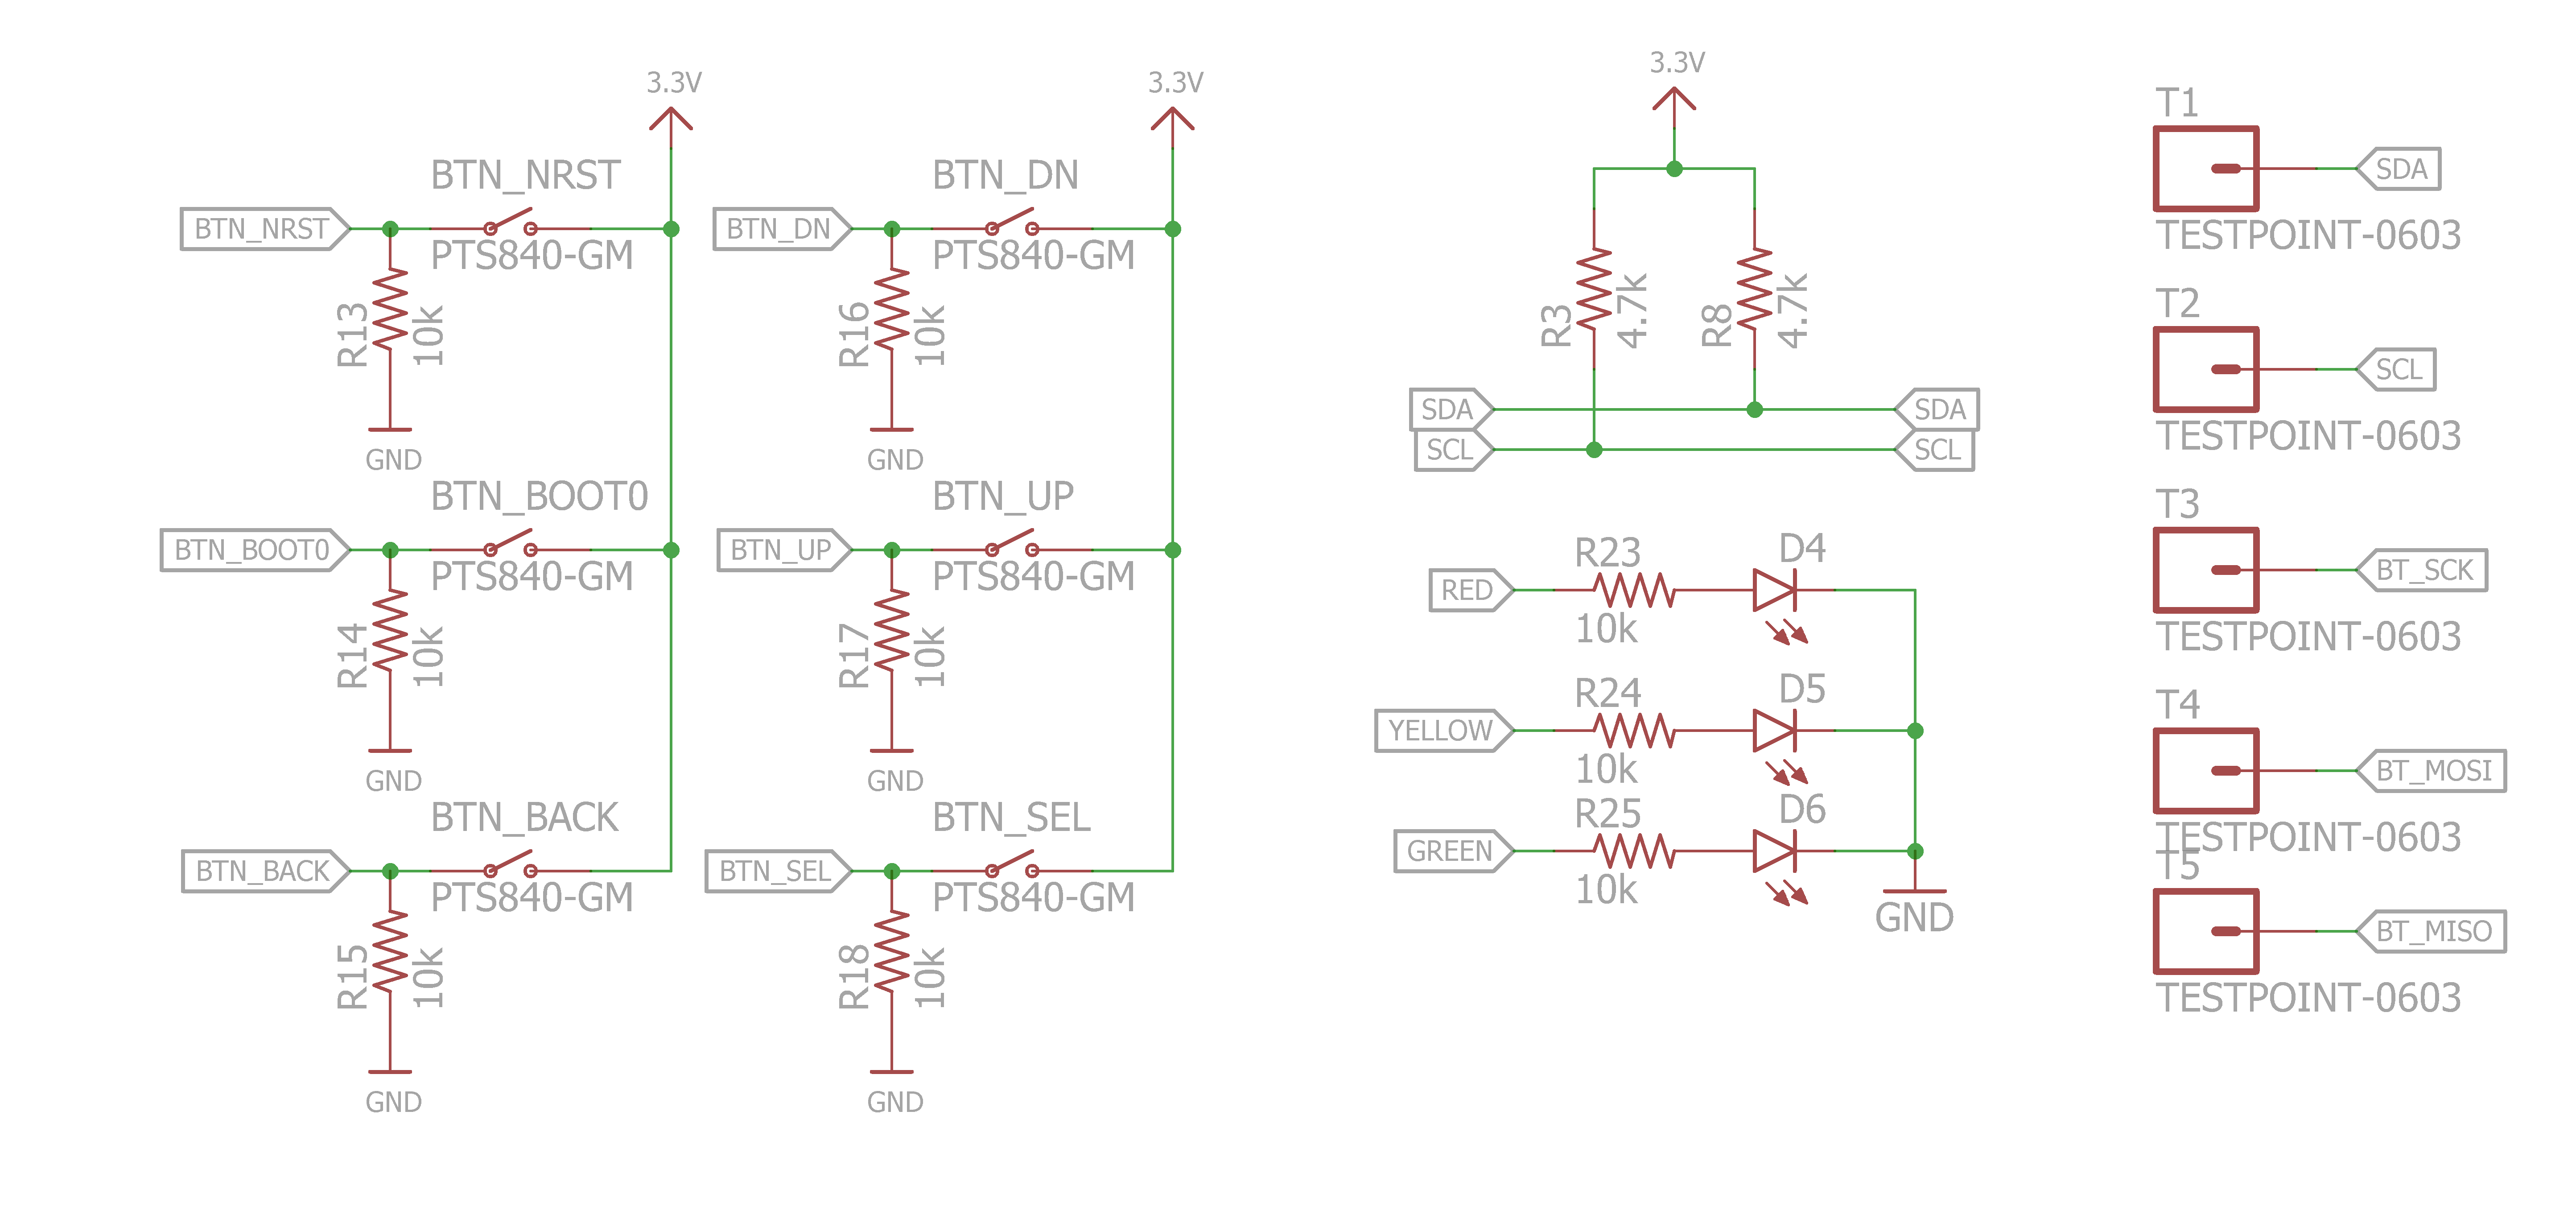 3.3V
BTN_NRST
BTN_NRST
PTS840-GM
R13
10k
GND
BTN_BOOT0
BTN_BOOT0
PTS840-GM
R14
10k
GND
BTN_BACK
BTN_BACK
PTS840-GM
R15
10k
GND
3.3V
BTN_DN
BTN_DN
PTS840-GM
R16
10k
GND
BTN_UP
BTN_UP
PTS840-GM
R17
10k
GND
BTN_SEL
BTN_SEL
PTS840-GM
R18
10k
GND
3.3V
R3
4.7k
R8
4.7k
SDA
SDA
SCL
SCL
R23
D4
RED
10k
R24
D5
YELLOW
10k
R25
D6
GREEN
10k
GND
T1
SDA
TESTPOINT-0603
T2
SCL
TESTPOINT-0603
T3
BT_SCK
TESTPOINT-0603
T4
BT_MOSI
TESTPOINT-0603
T5
BT_MISO
TESTPOINT-0603